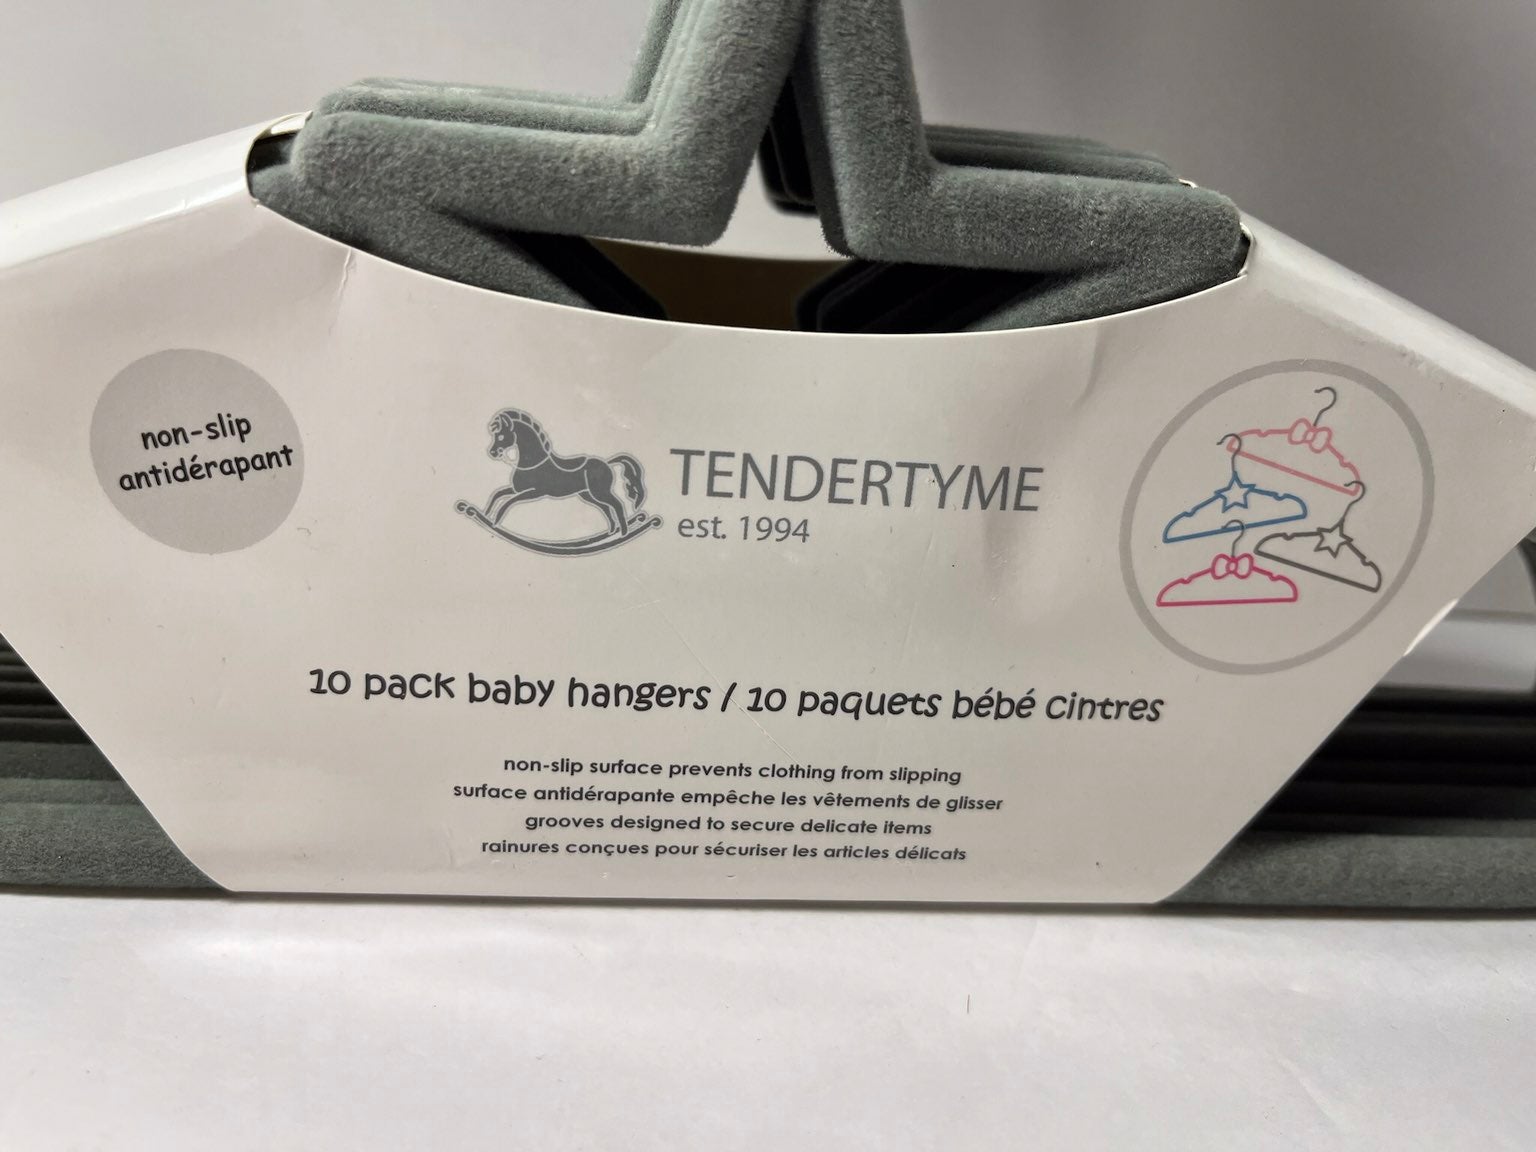 non-slip
antidérapant
TENDERTYME
est. 1994
10 pack baby hangers / 10 paquets bébé cintres
non-slip surface prevents clothing from slipping
surface antidérapante empêche les vêtements de glisser
grooves designed to secure delicate items
rainures conçues pour sécuriser les articles délicats